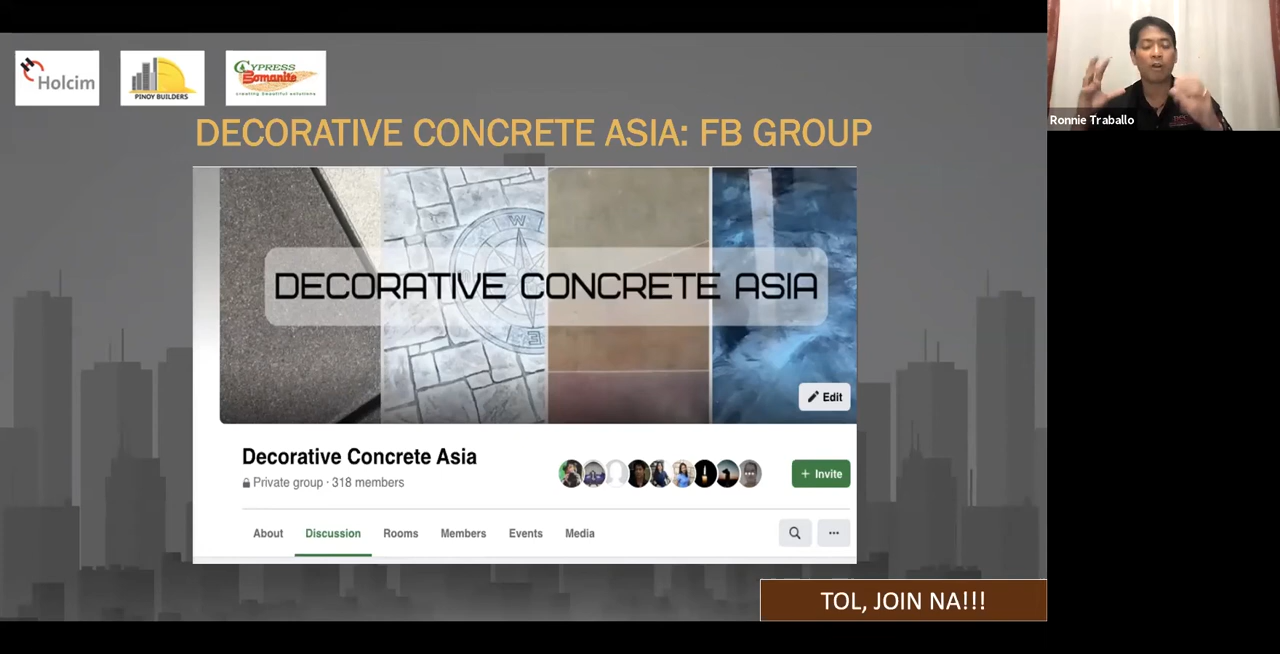 Holcim
PINOY BUILDERS
CYPRESS
Bomanite
creating beautiful solutions
Ronnie Traballo
DECORATIVE CONCRETE ASIA: FB GROUP
W
DECORATIVE CONCRETE ASIA
E
Edit
Decorative Concrete Asia
Private group · 318 members
+ Invite
About Discussion Rooms Members Events Media
TOL, JOIN NA!!!